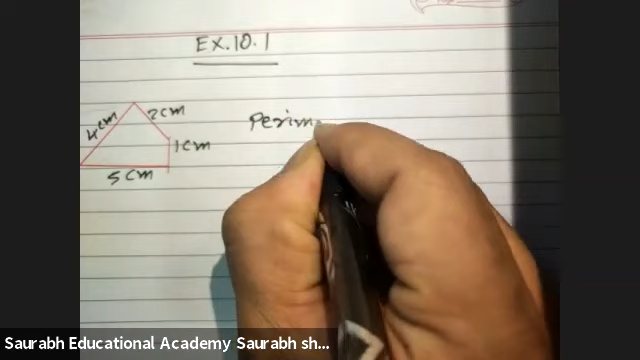 Ex.10.1
4cm
2cm
Perim
1cm
5cm
Saurabh Educational Academy Saurabh sh...